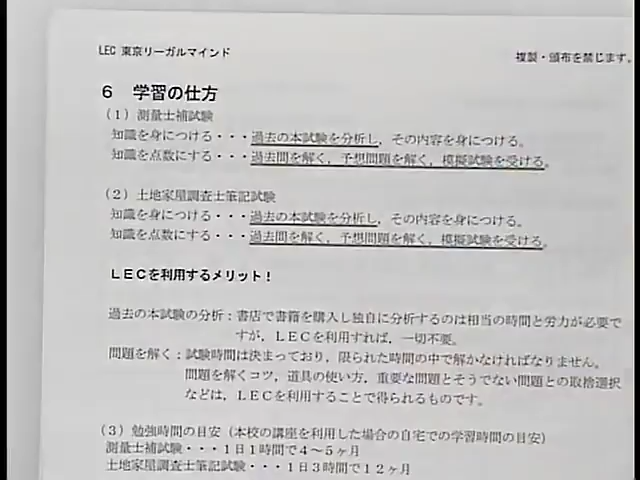 LEC 東京リーガルマインド
複製・頒布を禁じます。
6 学習の仕方
(1)測量士補試験
知識を身につける・・・過去の本試験を分析し，その内容を身につける。
知識を点数にする・・・過去問を解く，予想問題を解く，模擬試験を受ける。
(2)土地家屋調査士筆記試験
知識を身につける・・・過去の本試験を分析し，その内容を身につける。
知識を点数にする・・・過去問を解く，予想問題を解く，模擬試験を受ける。
ＬＥＣを利用するメリット！
過去の本試験の分析：書店で書籍を購入し独自に分析するのは相当の時間と労力が必要で
すが，ＬＥＣを利用すれば，一切不要。
問題を解く：試験時間は決まっており，限られた時間の中で解かなければなりません。
問題を解くコツ，道具の使い方，重要な問題とそうでない問題との取捨選択
などは，ＬＥＣを利用することで得られるものです。
(3)勉強時間の目安（本校の講座を利用した場合の自宅での学習時間の目安）
測量士補試験・・・１日１時間で４～５ヶ月
土地家屋調査士筆記試験・・・１日３時間で１２ヶ月